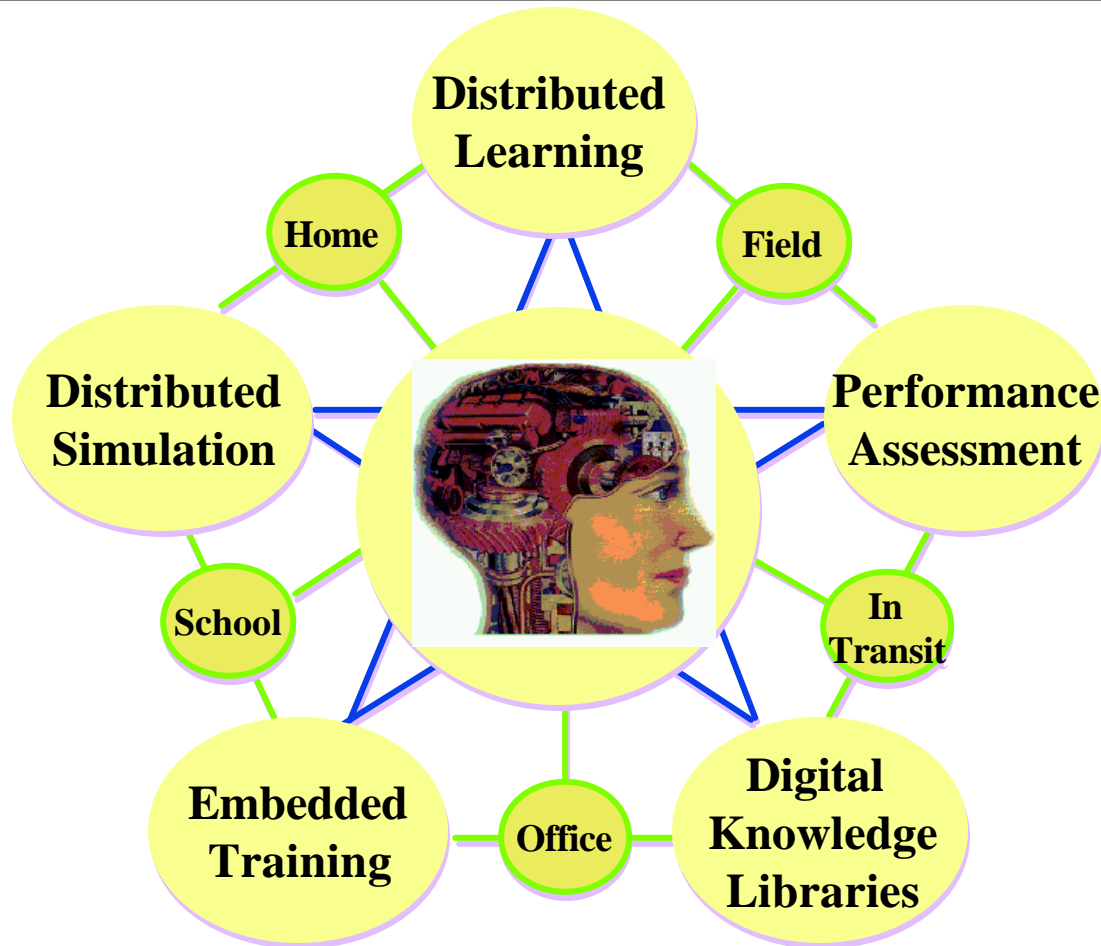 Distributed
Learning
Home
Field
Distributed
Simulation
Performance
Assessment
School
In
Transit
Embedded
Training
Office
Digital
Knowledge
Libraries